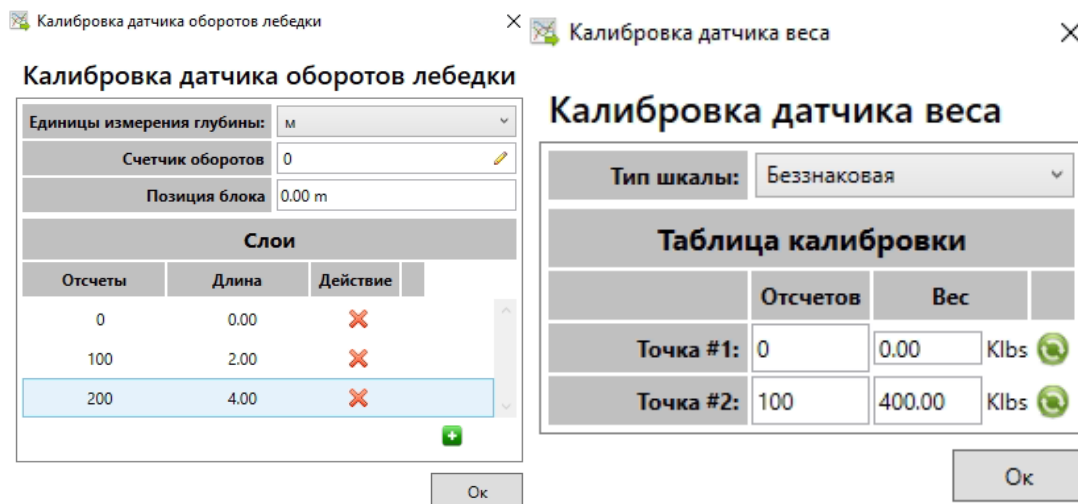 Калибровка датчика оборотов лебедки
Калибровка датчика оборотов лебедки
Единицы измерения глубины: м
Счетчик оборотов 0
Позиция блока 0.00 m
Слои
Отсчеты Длина Действие
0 0.00
100 2.00
200 4.00
Ок
Калибровка датчика веса
Калибровка датчика веса
Тип шкалы: Беззнаковая
Таблица калибровки
Отсчетов Вес
Точка #1: 0 0.00 Klbs
Точка #2: 100 400.00 Klbs
Ок